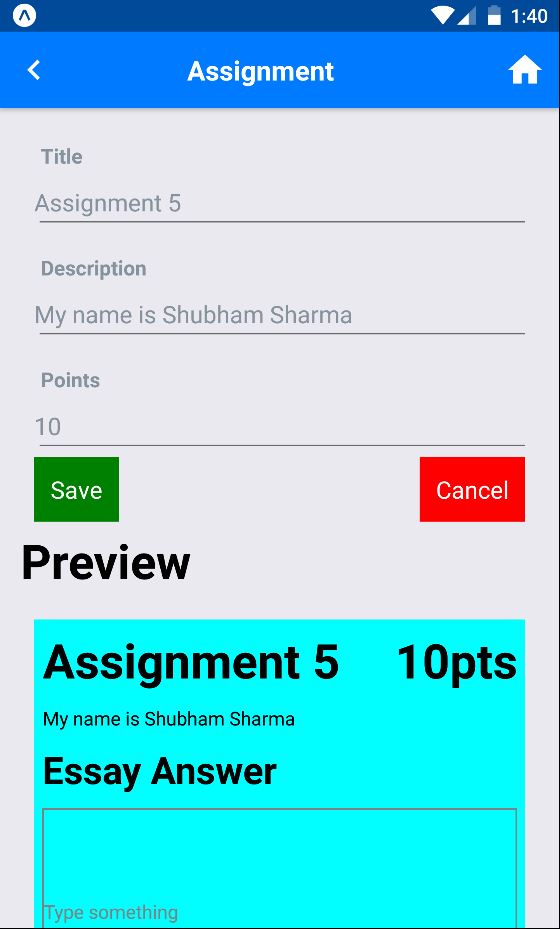 1:40
Assignment
Title
Assignment 5
Description
My name is Shubham Sharma
Points
10
Save Cancel
Preview
Assignment 5 10pts
My name is Shubham Sharma
Essay Answer
Type something